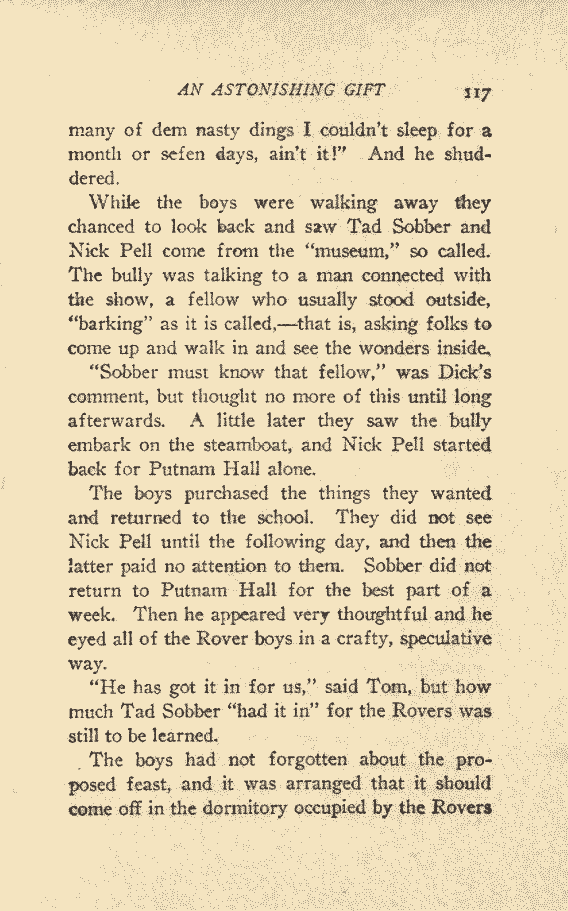 AN ASTONISHING GIFT 117
many of dem nasty dings I couldn't sleep for a
month or sefen days, ain't it!" And he shud-
dered.
While the boys were walking away they
chanced to look back and saw Tad Sobber and
Nick Pell come from the "museum," so called.
The bully was talking to a man connected with
the show, a fellow who usually stood outside,
"barking" as it is called,—that is, asking folks to
come up and walk in and see the wonders inside.
"Sobber must know that fellow," was Dick's
comment, but thought no more of this until long
afterwards. A little later they saw the bully
embark on the steamboat, and Nick Pell started
back for Putnam Hall alone.
The boys purchased the things they wanted
and returned to the school. They did not see
Nick Pell until the following day, and then the
latter paid no attention to them. Sobber did not
return to Putnam Hall for the best part of a
week. Then he appeared very thoughtful and he
eyed all of the Rover boys in a crafty, speculative
way.
"He has got it in for us," said Tom, but how
much Tad Sobber "had it in" for the Rovers was
still to be learned.
The boys had not forgotten about the pro-
posed feast, and it was arranged that it should
come off in the dormitory occupied by the Rovers